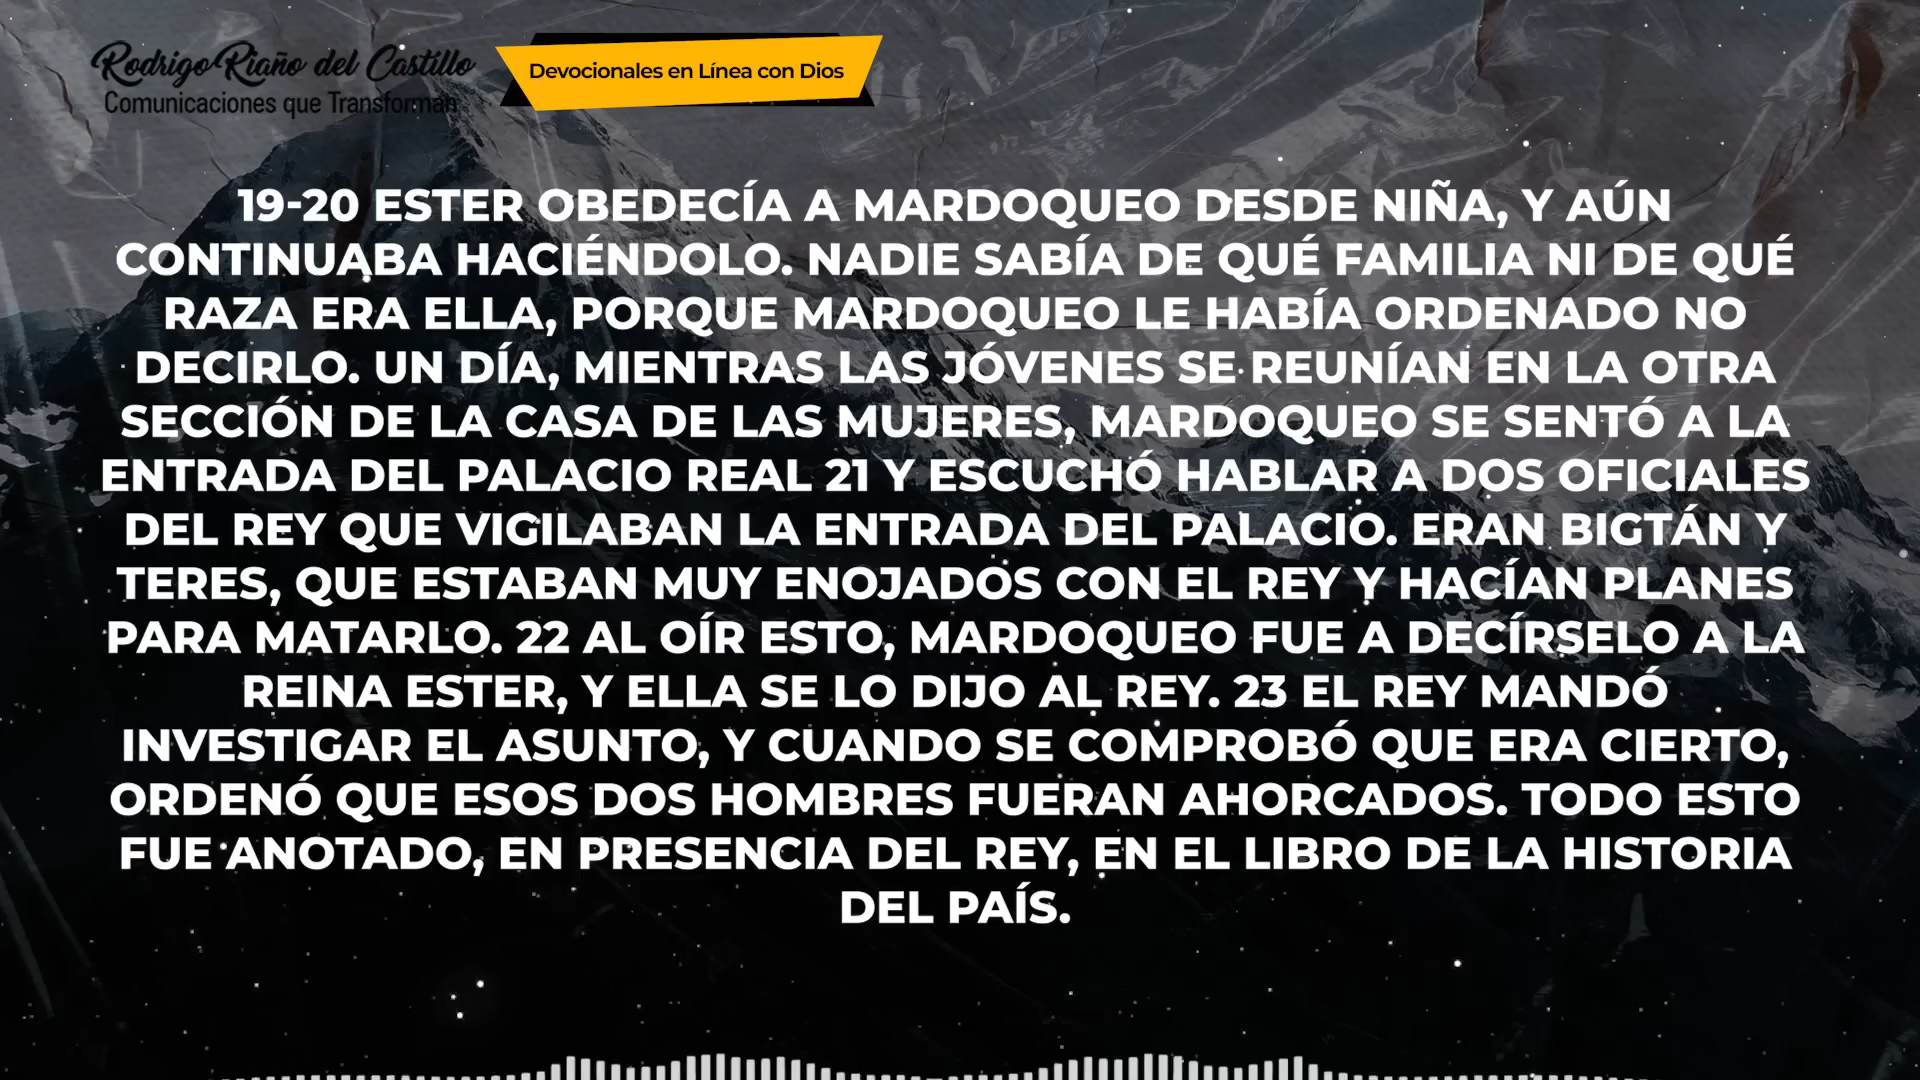 Rodrigo Riaño del Castillo
Comunicaciones que Transforman
Devocionales en Línea con Dios
19-20 ESTER OBEDECÍA A MARDOQUEO DESDE NIÑA, Y AÚN
CONTINUABA HACIÉNDOLO. NADIE SABÍA DE QUÉ FAMILIA NI DE QUÉ
RAZA ERA ELLA, PORQUE MARDOQUEO LE HABÍA ORDENADO NO
DECIRLO. UN DÍA, MIENTRAS LAS JÓVENES SE REUNÍAN EN LA OTRA
SECCIÓN DE LA CASA DE LAS MUJERES, MARDOQUEO SE SENTÓ A LA
ENTRADA DEL PALACIO REAL 21 Y ESCUCHÓ HABLAR A DOS OFICIALES
DEL REY QUE VIGILABAN LA ENTRADA DEL PALACIO. ERAN BIGTÁN Y
TERES, QUE ESTABAN MUY ENOJADOS CON EL REY Y HACÍAN PLANES
PARA MATARLO. 22 AL OÍR ESTO, MARDOQUEO FUE A DECÍRSELO A LA
REINA ESTER, Y ELLA SE LO DIJO AL REY. 23 EL REY MANDÓ
INVESTIGAR EL ASUNTO, Y CUANDO SE COMPROBÓ QUE ERA CIERTO,
ORDENÓ QUE ESOS DOS HOMBRES FUERAN AHORCADOS. TODO ESTO
FUE ANOTADO, EN PRESENCIA DEL REY, EN EL LIBRO DE LA HISTORIA
DEL PAÍS.